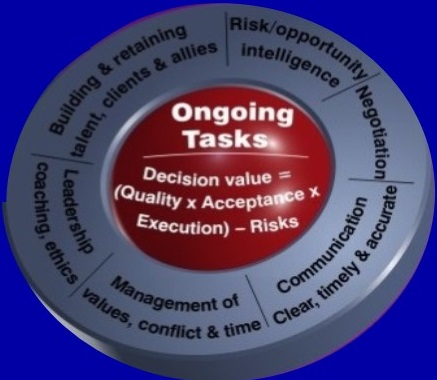 Ongoing
Tasks
Decision value =
(Quality x Acceptance x
Execution) – Risks
Risk/opportunity
intelligence
Negotiation
Communication
Clear, timely & accurate
Management of
values, conflict & time
Leadership
coaching, ethics
Building & retaining
talent, clients & allies